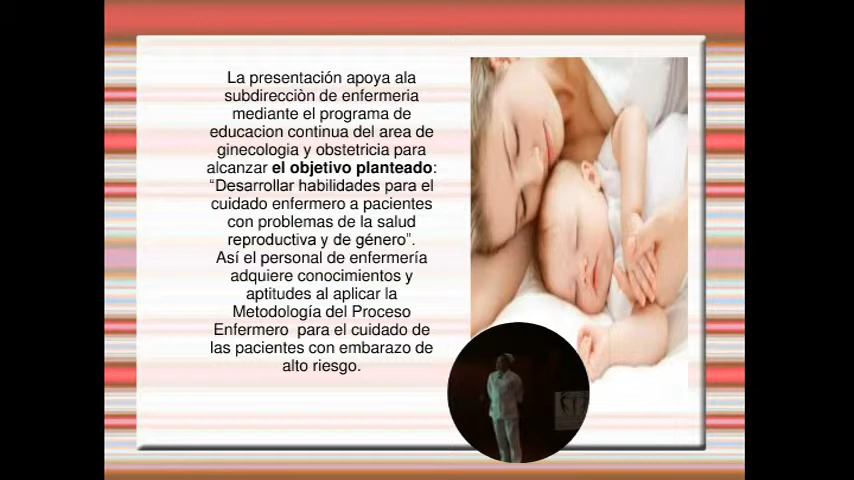 La presentación apoya ala
subdirecciòn de enfermeria
mediante el programa de
educacion continua del area de
ginecologia y obstetricia para
alcanzar el objetivo planteado:
“Desarrollar habilidades para el
cuidado enfermero a pacientes
con problemas de la salud
reproductiva y de género”.
Así el personal de enfermería
adquiere conocimientos y
aptitudes al aplicar la
Metodología del Proceso
Enfermero  para el cuidado de
las pacientes con embarazo de
alto riesgo.